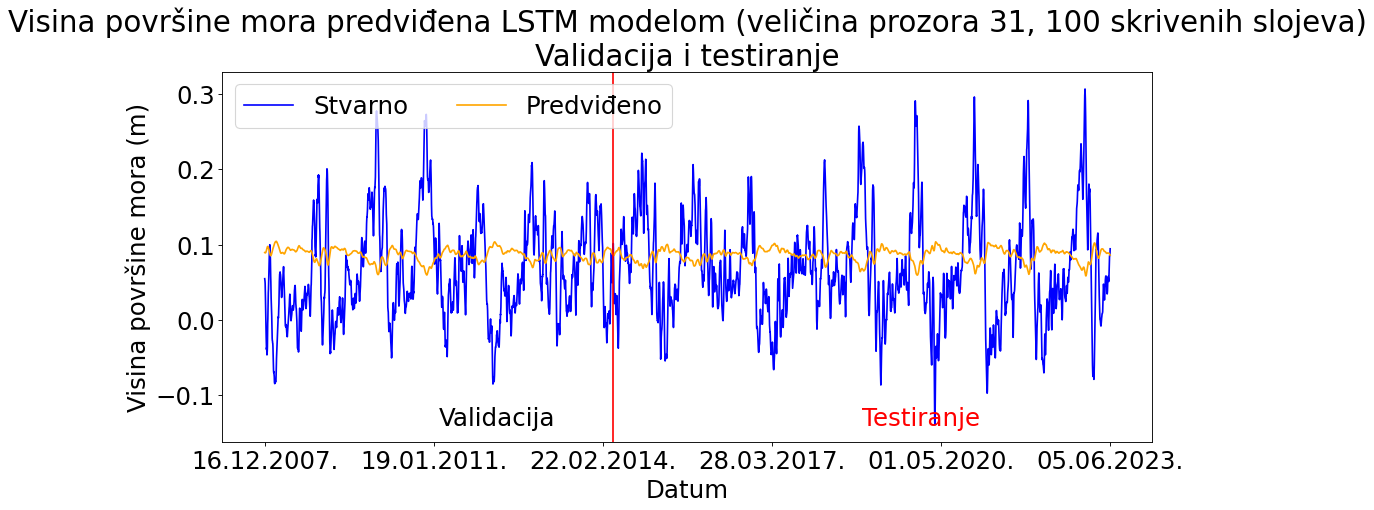 Visina površine mora predviđena LSTM modelom (veličina prozora 31, 100 skrivenih slojeva)
Validacija i testiranje
Stvarno
Predviđeno
Visina površine mora (m)
0.3
0.2
0.1
0.0
−0.1
Validacija
Testiranje
16.12.2007.
19.01.2011.
22.02.2014.
28.03.2017.
01.05.2020.
05.06.2023.
Datum